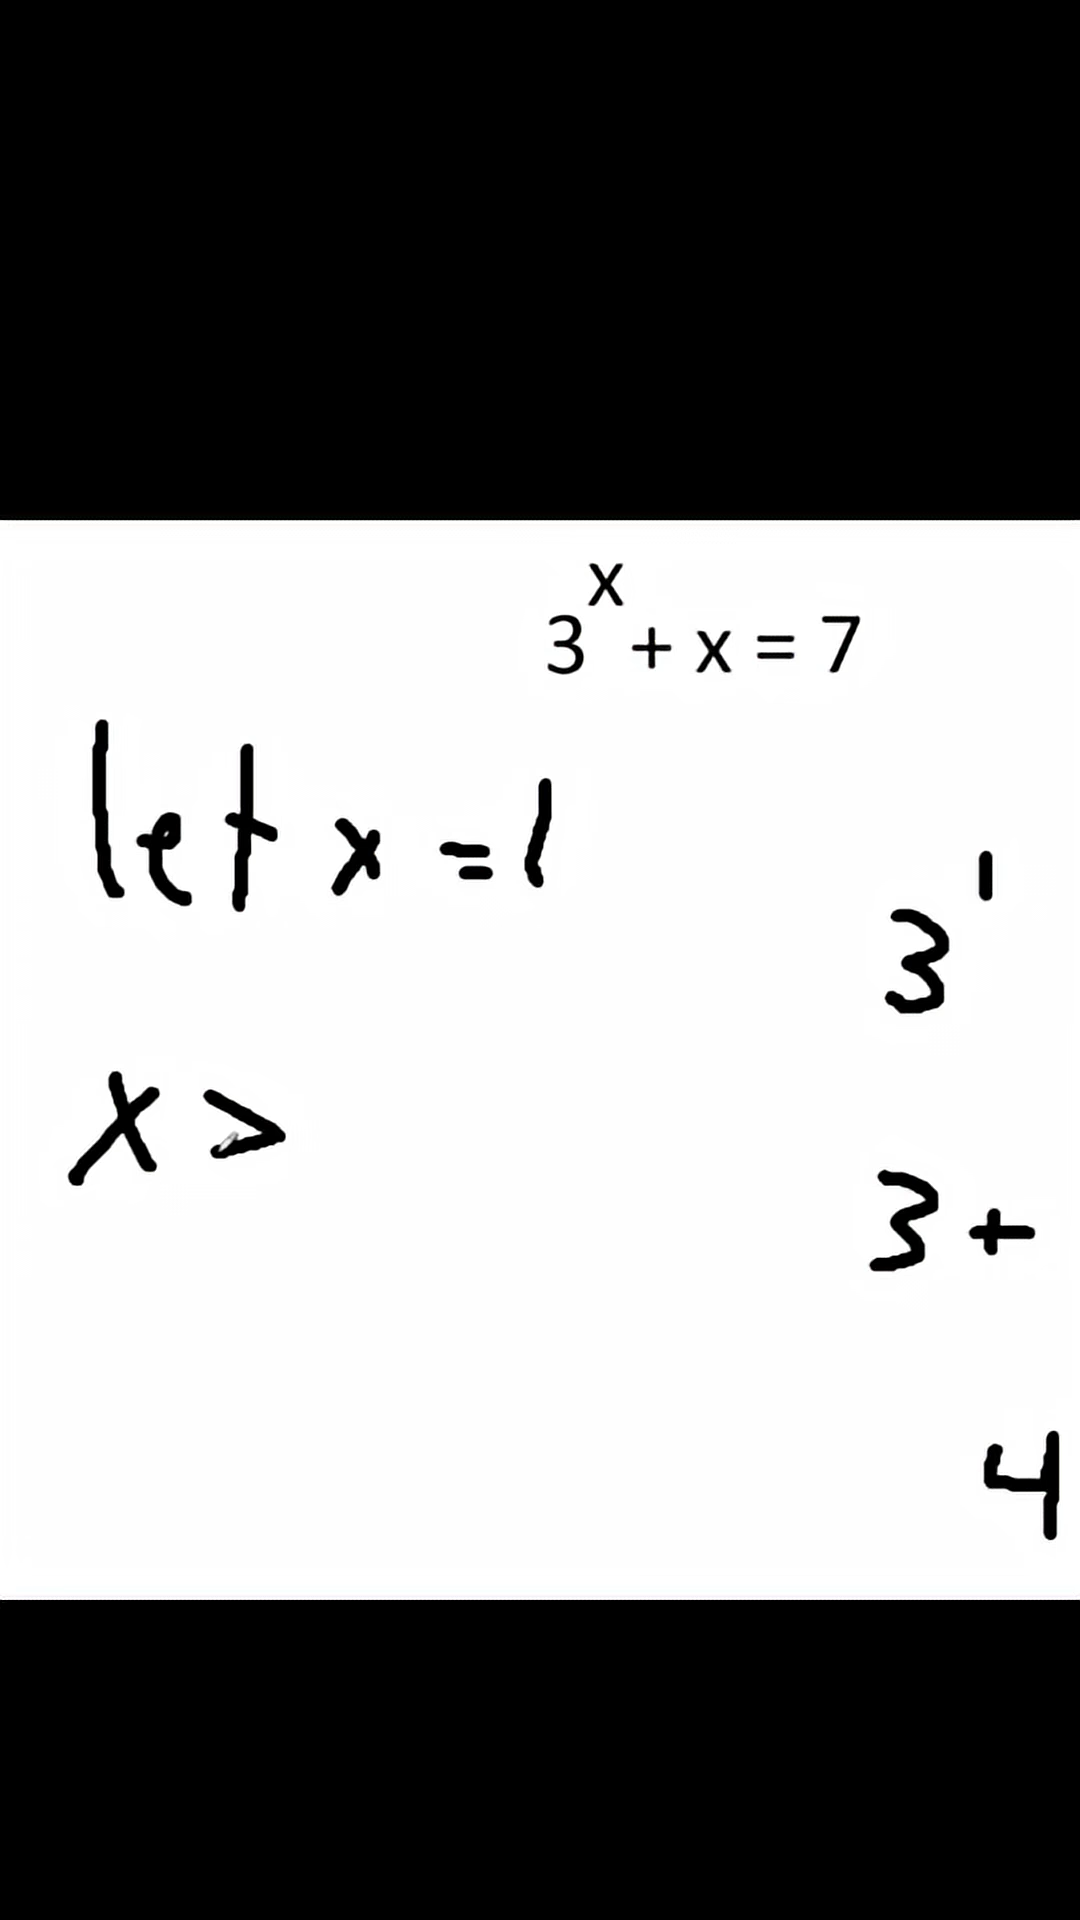 3^x + x = 7
let x = 1
3^1
x >
3 +
4